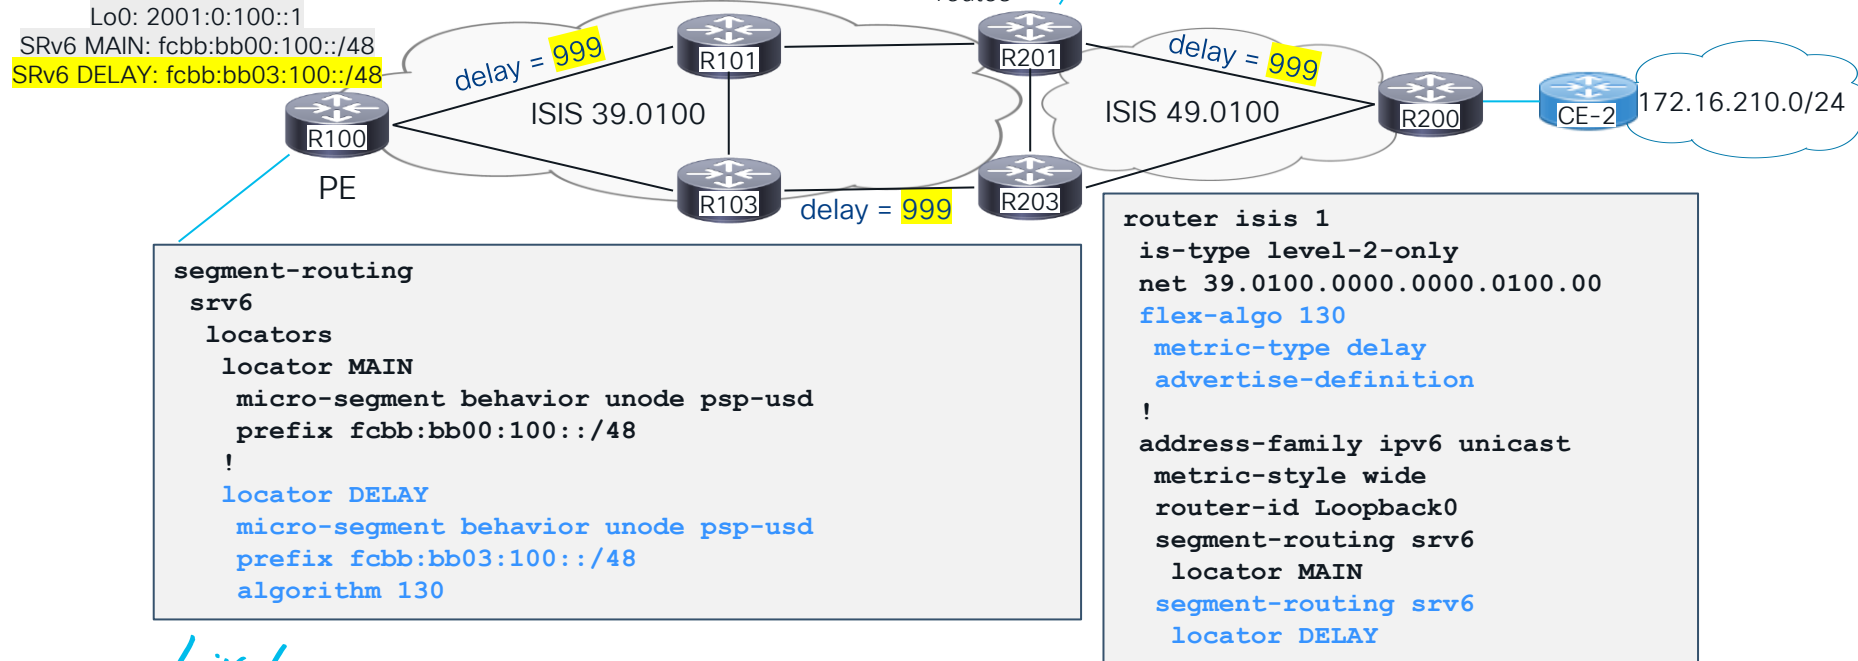 routes
Lo0: 2001:0:100::1
SRv6 MAIN: fcbb:bb00:100::/48
SRv6 DELAY: fcbb:bb03:100::/48
R100
PE
delay = 999
ISIS 39.0100
R101
R103
delay = 999
R201
R203
delay = 999
ISIS 49.0100
R200
CE-2
172.16.210.0/24
segment-routing
srv6
locators
locator MAIN
micro-segment behavior unode psp-usd
prefix fcbb:bb00:100::/48
!
locator DELAY
micro-segment behavior unode psp-usd
prefix fcbb:bb03:100::/48
algorithm 130
router isis 1
is-type level-2-only
net 39.0100.0000.0000.0100.00
flex-algo 130
metric-type delay
advertise-definition
!
address-family ipv6 unicast
metric-style wide
router-id Loopback0
segment-routing srv6
locator MAIN
segment-routing srv6
locator DELAY